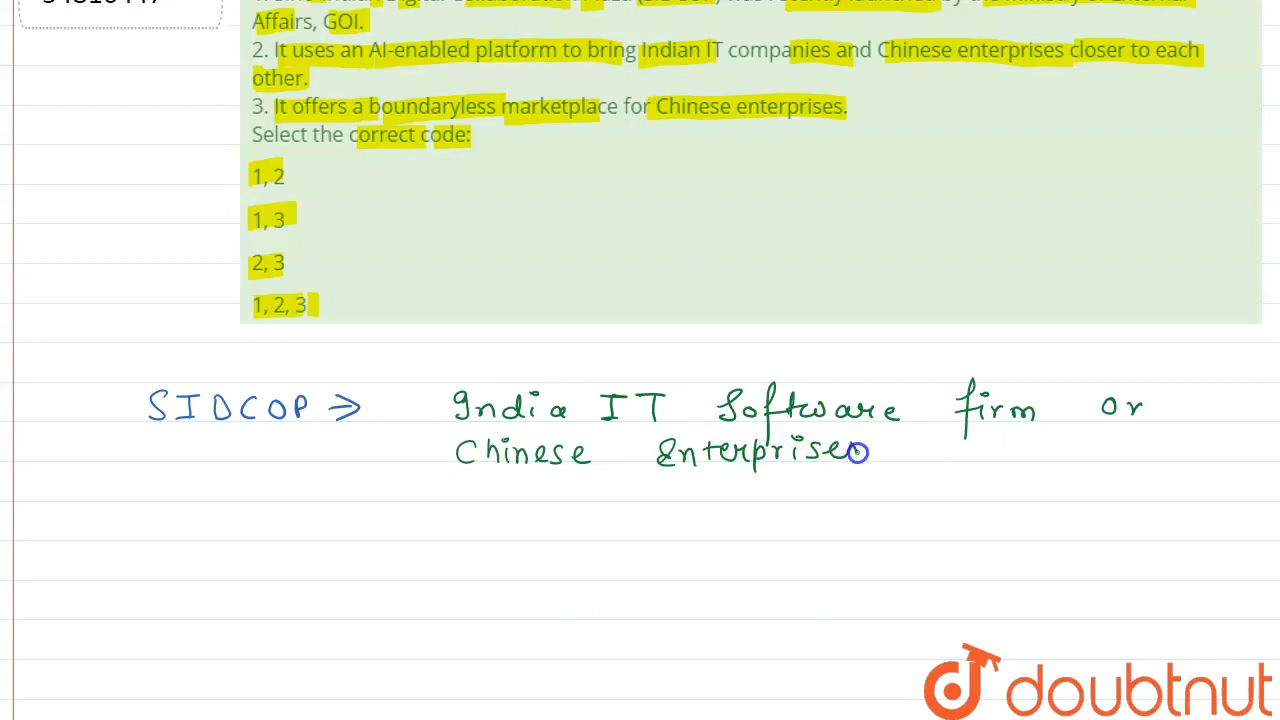 Affairs, GOI.
2. It uses an AI-enabled platform to bring Indian IT companies and Chinese enterprises closer to each
other.
3. It offers a boundaryless marketplace for Chinese enterprises.
Select the correct code:
1, 2
1, 3
2, 3
1, 2, 3
SIDCOP → India IT Software firm or
Chinese Enterprises
doubtnut